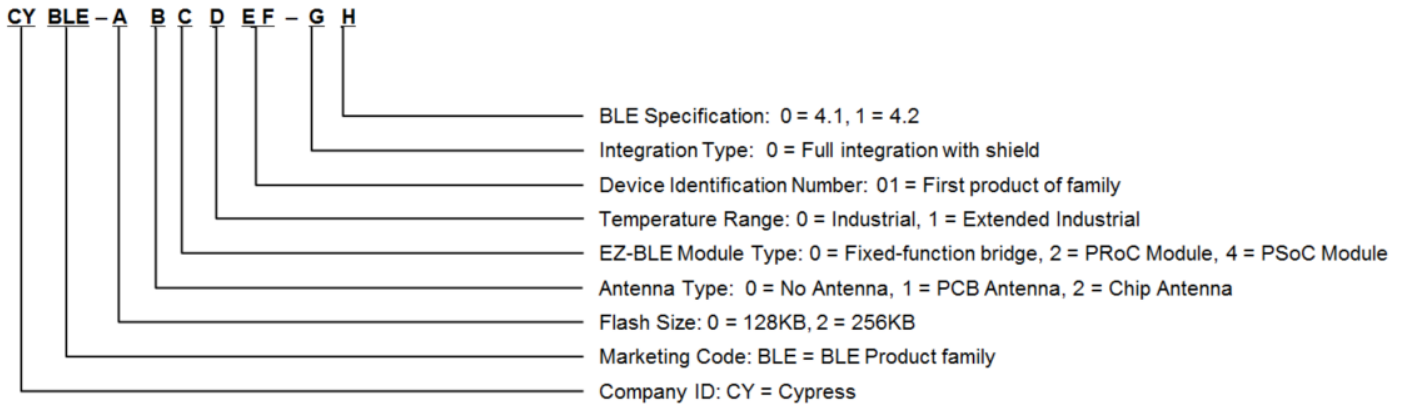 CY BLE – A B C D E F – G H
BLE Specification: 0 = 4.1, 1 = 4.2
Integration Type: 0 = Full integration with shield
Device Identification Number: 01 = First product of family
Temperature Range: 0 = Industrial, 1 = Extended Industrial
EZ-BLE Module Type: 0 = Fixed-function bridge, 2 = PRoC Module, 4 = PSoC Module
Antenna Type: 0 = No Antenna, 1 = PCB Antenna, 2 = Chip Antenna
Flash Size: 0 = 128KB, 2 = 256KB
Marketing Code: BLE = BLE Product family
Company ID: CY = Cypress